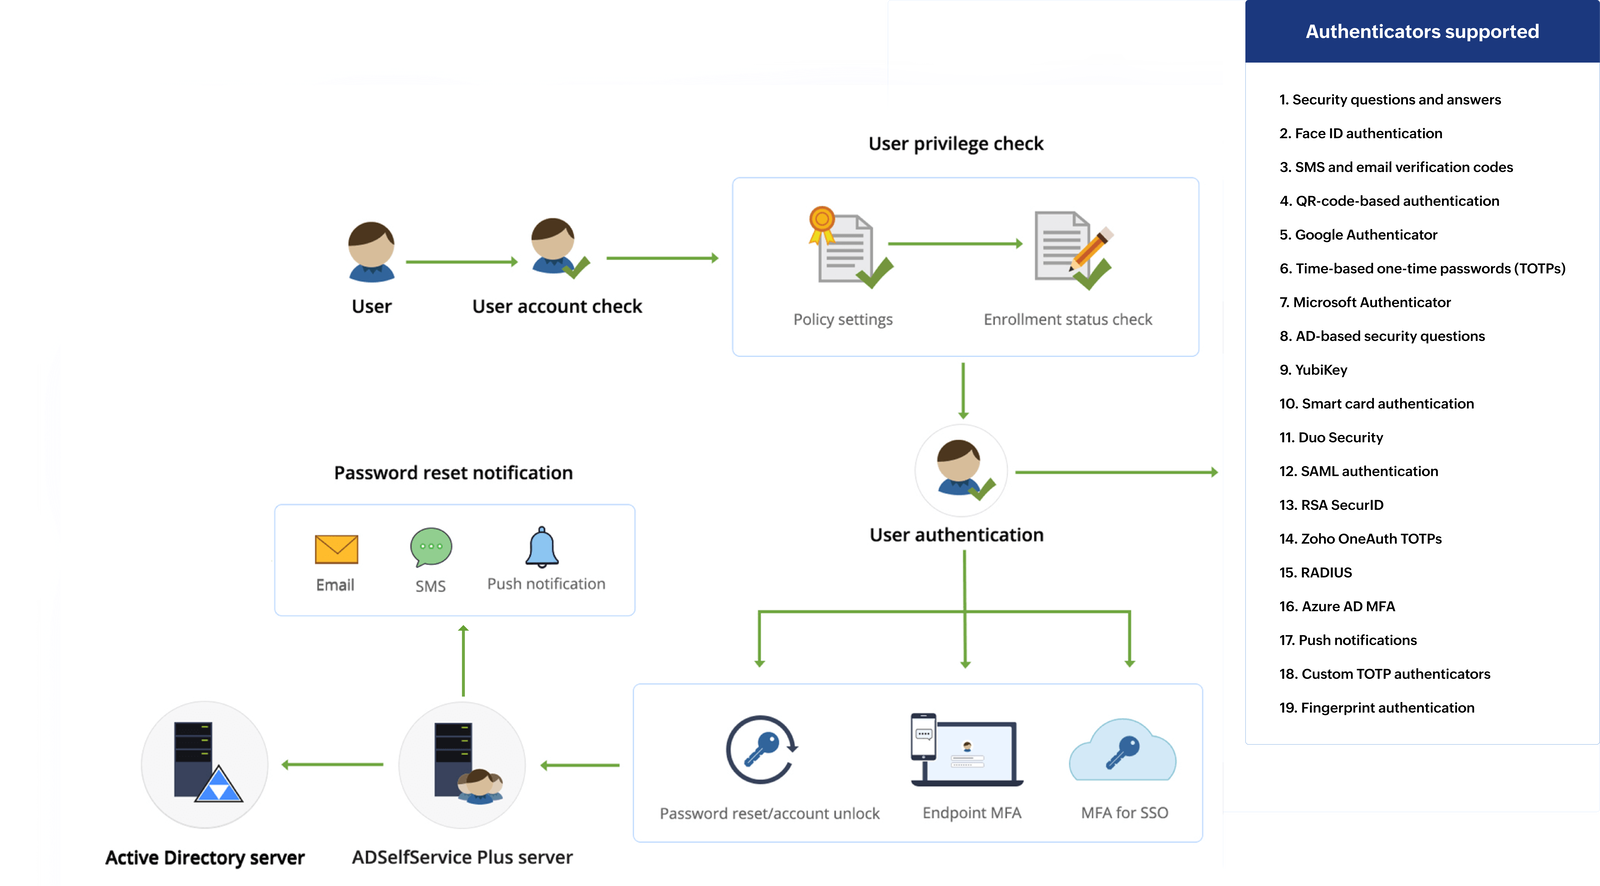 User privilege check
Policy settings
Enrollment status check
User
User account check
User authentication
Password reset notification
Email
SMS
Push notification
Password reset/account unlock
Endpoint MFA
MFA for SSO
ADSelfService Plus server
Active Directory server
Authenticators supported
1. Security questions and answers
2. Face ID authentication
3. SMS and email verification codes
4. QR-code-based authentication
5. Google Authenticator
6. Time-based one-time passwords (TOTPs)
7. Microsoft Authenticator
8. AD-based security questions
9. YubiKey
10. Smart card authentication
11. Duo Security
12. SAML authentication
13. RSA SecurID
14. Zoho OneAuth TOTPs
15. RADIUS
16. Azure AD MFA
17. Push notifications
18. Custom TOTP authenticators
19. Fingerprint authentication